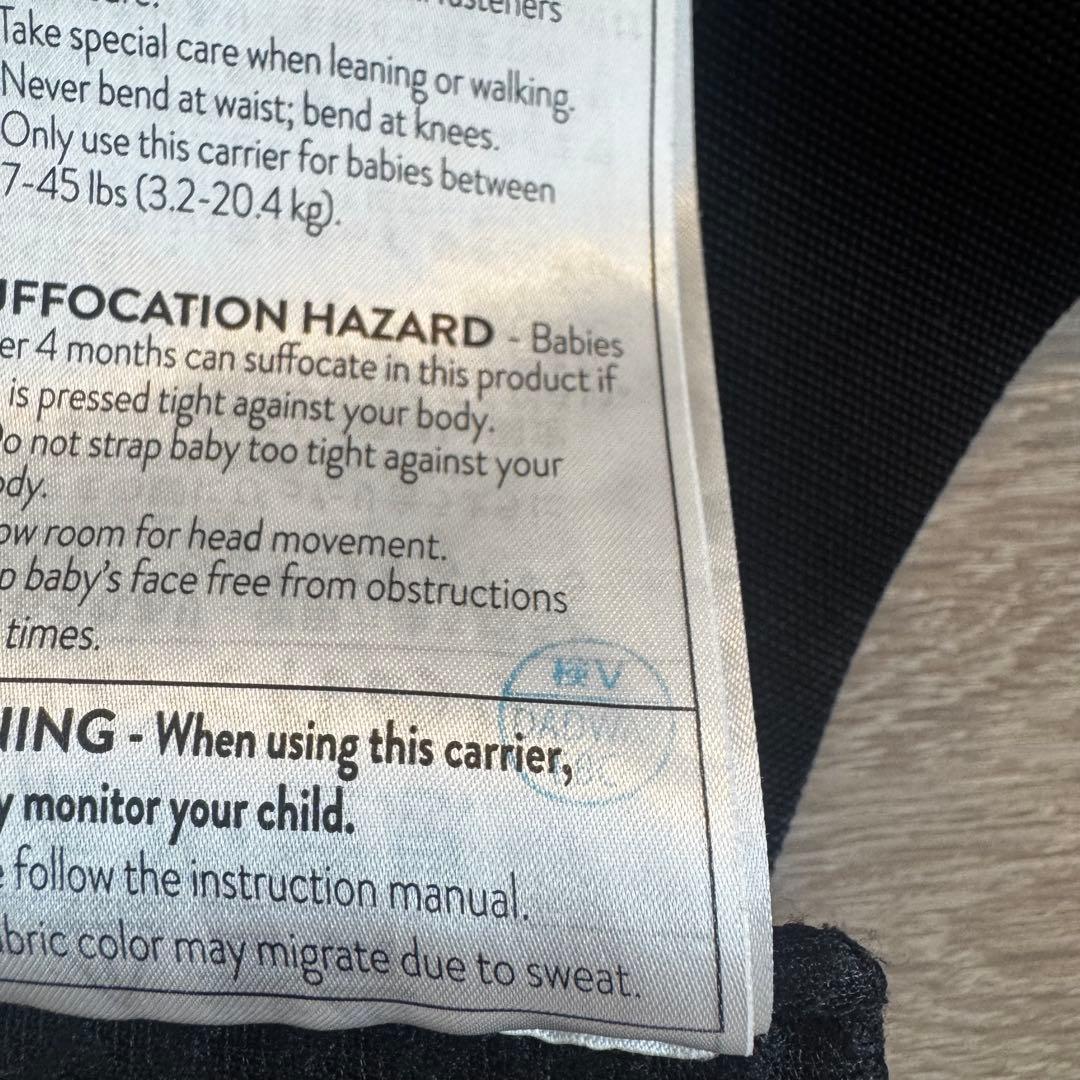 fasteners
Take special care when leaning or walking.
Never bend at waist; bend at knees.
Only use this carrier for babies between
7-45 lbs (3.2-20.4 kg).
UFFOCATION HAZARD - Babies
er 4 months can suffocate in this product if
is pressed tight against your body.
Do not strap baby too tight against your
ody.
ow room for head movement.
p baby's face free from obstructions
times.
NING - When using this carrier,
y monitor your child.
e follow the instruction manual.
bric color may migrate due to sweat.